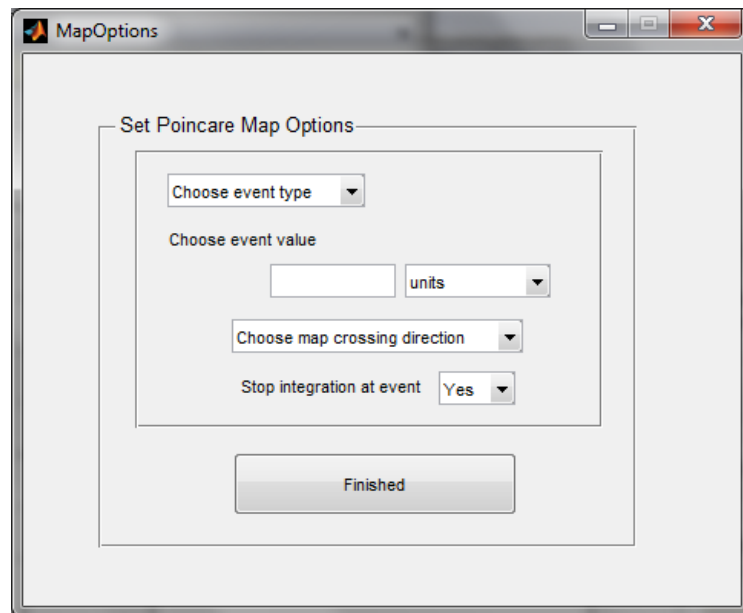 MapOptions
Set Poincare Map Options
Choose event type
Choose event value
units
Choose map crossing direction
Stop integration at event Yes
Finished